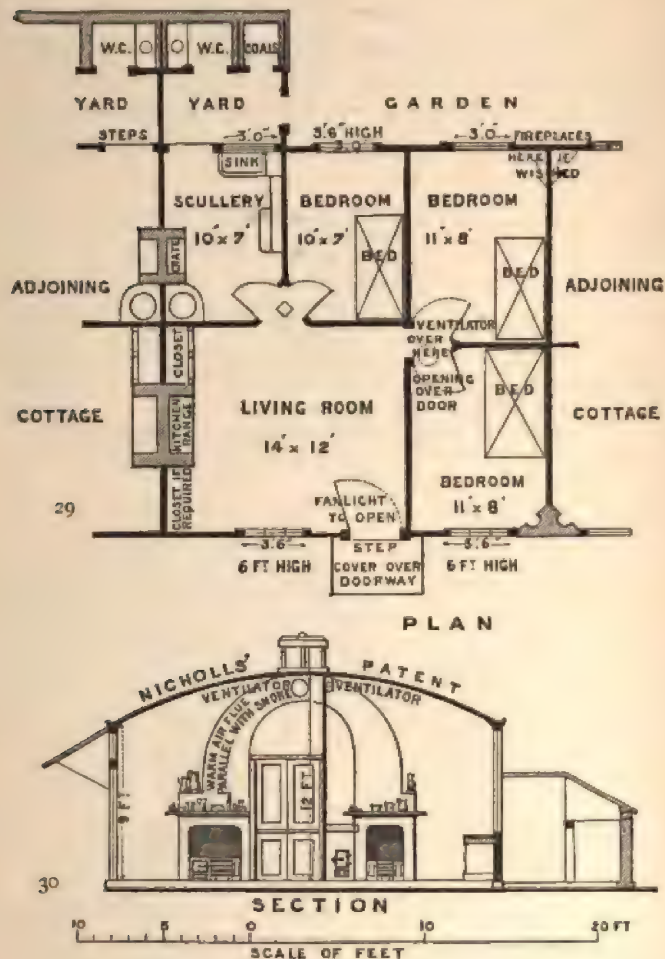 W.C. W.C. COALS
YARD YARD GARDEN
STEPS 3'.0" 3'.6" HIGH 3.0 3'.0" FIREPLACES
HERE IF
WISHED
SINK
SCULLERY BEDROOM BEDROOM
10' x 7' 10' x 7' 11' x 8'
BED BED
GRATE
ADJOINING ADJOINING
VENTILATOR
OVER
HERE
OPENING
OVER
DOOR
BED
CLOSET
COTTAGE LIVING ROOM COTTAGE
14' x 12'
KITCHEN
RANGE
CLOSET IF
REQUIRED
29
BEDROOM
11' x 8'
FANLIGHT
TO OPEN
3'.6" STEP 3'.6"
6 FT HIGH COVER OVER 6 FT HIGH
DOORWAY
PLAN
NICHOLLS' PATENT
VENTILATOR VENTILATOR
WARM AIR FLUE
PARALLEL WITH SMOKE
9 FT
12 FT
30
SECTION
10 5 0 10 20 FT
SCALE OF FEET